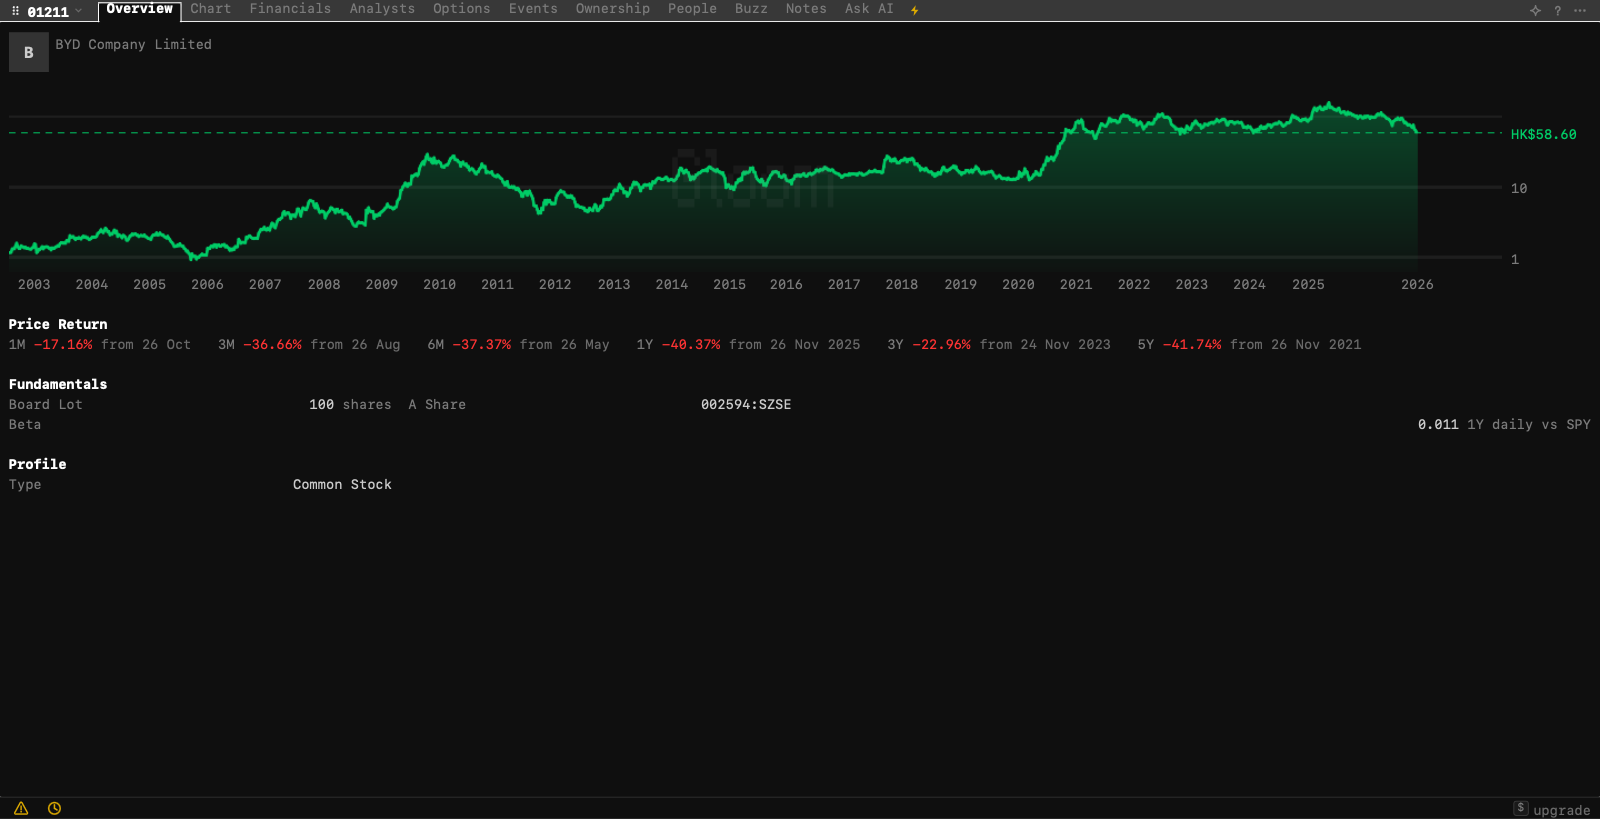 01211 Overview Chart Financials Analysts Options Events Ownership People Buzz Notes Ask AI ?
B BYD Company Limited
Gloom
HK$58.60
10
1
2003 2004 2005 2006 2007 2008 2009 2010 2011 2012 2013 2014 2015 2016 2017 2018 2019 2020 2021 2022 2023 2024 2025 2026
Price Return
1M -17.16% from 26 Oct 3M -36.66% from 26 Aug 6M -37.37% from 26 May 1Y -40.37% from 26 Nov 2025 3Y -22.96% from 24 Nov 2023 5Y -41.74% from 26 Nov 2021
Fundamentals
Board Lot 100 shares A Share 002594:SZSE
Beta 0.011 1Y daily vs SPY
Profile
Type Common Stock
$ upgrade